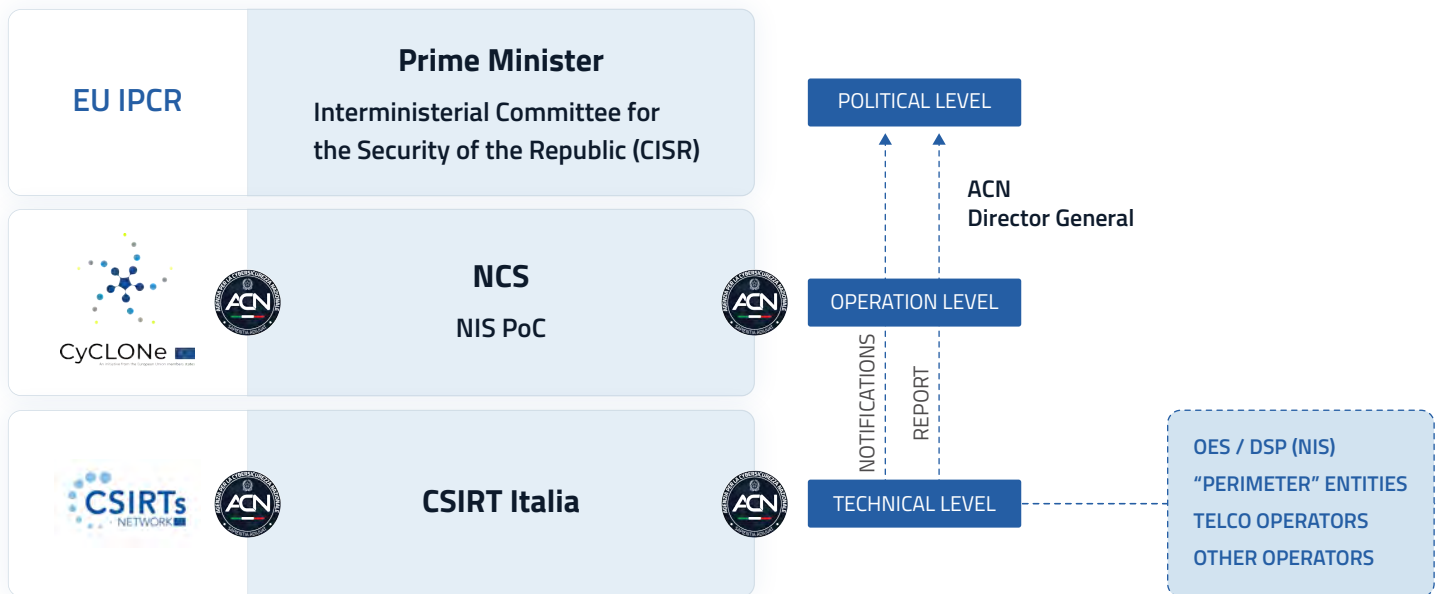 EU IPCR
Prime Minister
Interministerial Committee for
the Security of the Republic (CISR)
POLITICAL LEVEL
ACN
Director General
CyCLONe
ACN
NCS
NIS PoC
ACN
OPERATION LEVEL
NOTIFICATIONS
REPORT
CSIRTs
NETWORK
ACN
CSIRT Italia
ACN
TECHNICAL LEVEL
OES / DSP (NIS)
“PERIMETER” ENTITIES
TELCO OPERATORS
OTHER OPERATORS